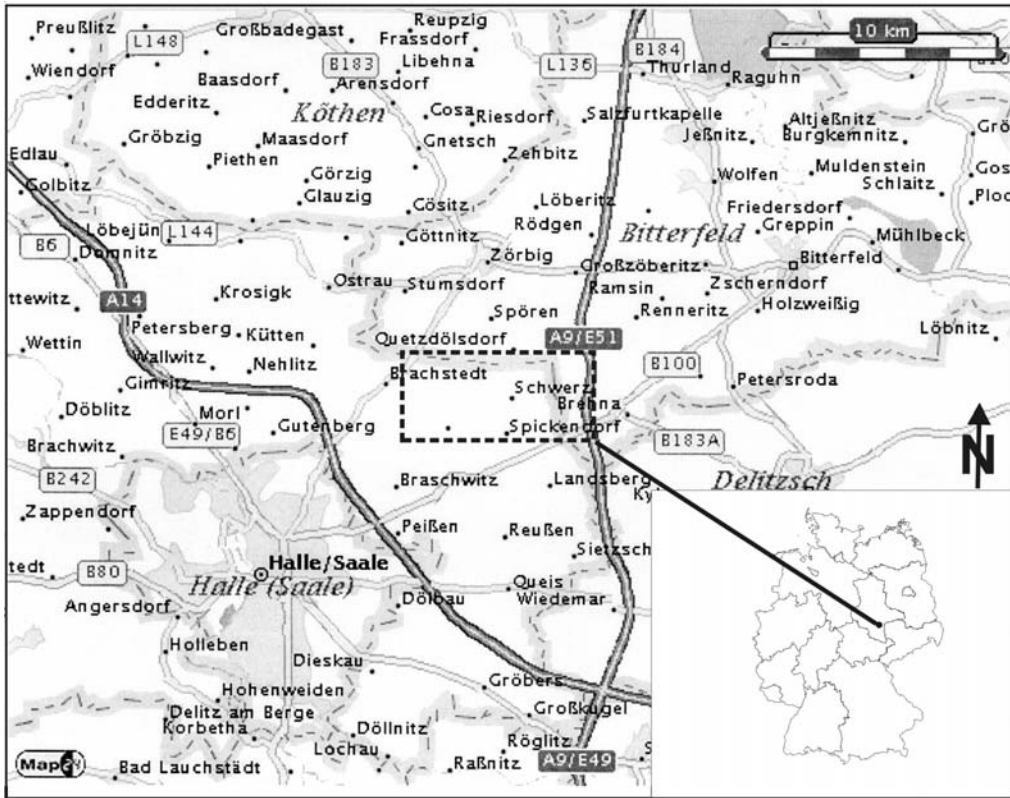 Preußlitz
L148
Großbadegast
Reupzig
Frassdorf
B184
10 km
Wiendorf
B183
Libehna
L136
Thurland
Raguhn
Baasdorf
Arensdorf
Edderitz
Köthen
Cosa
Riesdorf
Salzfurtkapelle
Altjeßnitz
Gröbzig
Maasdorf
Gnetsch
Jeßnitz
Burgkemnitz
Edlau
Piethen
Zehbitz
Muldenstein
Görzig
Wolfen
Schlaitz
Golbitz
Glauzig
Cösitz
Löberitz
Friedersdorf
Löbejün
L144
Rödgen
Bitterfeld
Greppin
B6
Domnitz
Göttnitz
Mühlbeck
Zörbig
Großzöberitz
Bitterfeld
Ostrau
Stumsdorf
Ramsin
Zscherndorf
A14
Krosigk
Renneritz
Holzweißig
Petersberg
Kütten
Spören
Löbnitz
Wettin
Quetzdölsdorf
A9/E51
Wallwitz
Nehlitz
B100
Gimritz
Brachstedt
Schwerz
Petersroda
Döblitz
Morl
Brehna
E49/B6
Gutenberg
Spickendorf
B183A
Brachwitz
N
B242
Braschwitz
Landsberg
Delitzsch
Zappendorf
Peißen
Reußen
Sietzsch
Halle/Saale
B80
Halle (Saale)
Queis
Angersdorf
Dölbau
Wiedemar
Holleben
Dieskau
Hohenweiden
Gröbers
Delitz am Berge
Großkugel
Korbetha
Döllnitz
Lochau
Röglitz
Map24
Bad Lauchstädt
Raßnitz
A9/E49